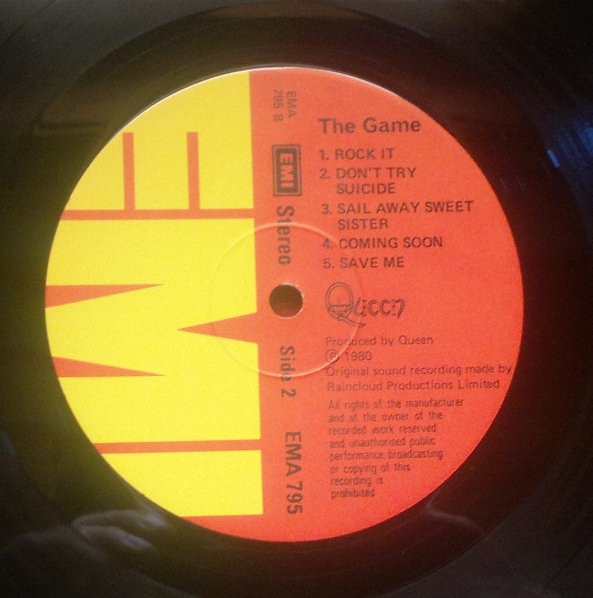 EMI
EMA
795 B
EMI
Stereo
Side 2
EMA 795
The Game
1. ROCK IT
2. DON'T TRY
SUICIDE
3. SAIL AWAY SWEET
SISTER
4. COMING SOON
5. SAVE ME
Queen
Produced by Queen
Ⓟ 1980
Original sound recording made by
Raincloud Productions Limited
All rights of the manufacturer
and of the owner of the
recorded work reserved
and unauthorised public
performance, broadcasting
or copying of this
recording is
prohibited